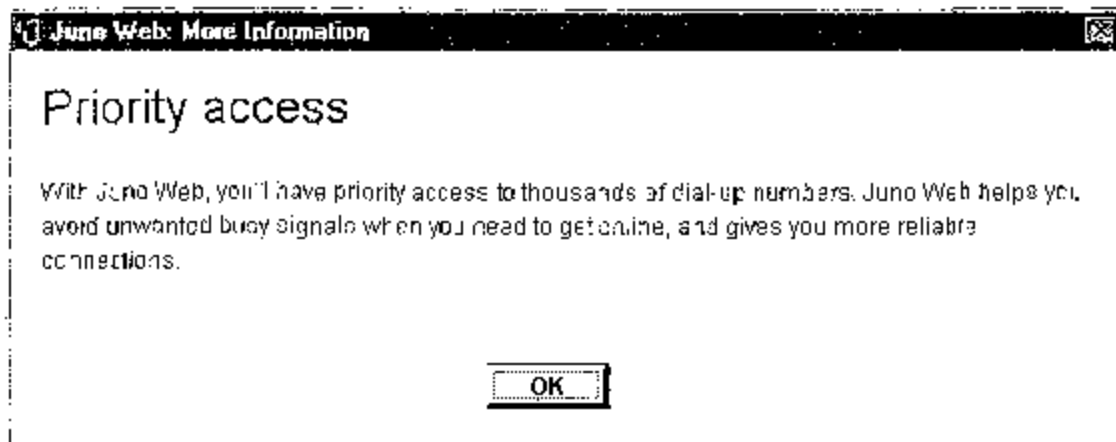 Juno Web: More Information
Priority access
With Juno Web, you'll have priority access to thousands of dial-up numbers. Juno Web helps you
avoid unwanted busy signals when you need to get online, and gives you more reliable
connections.
OK